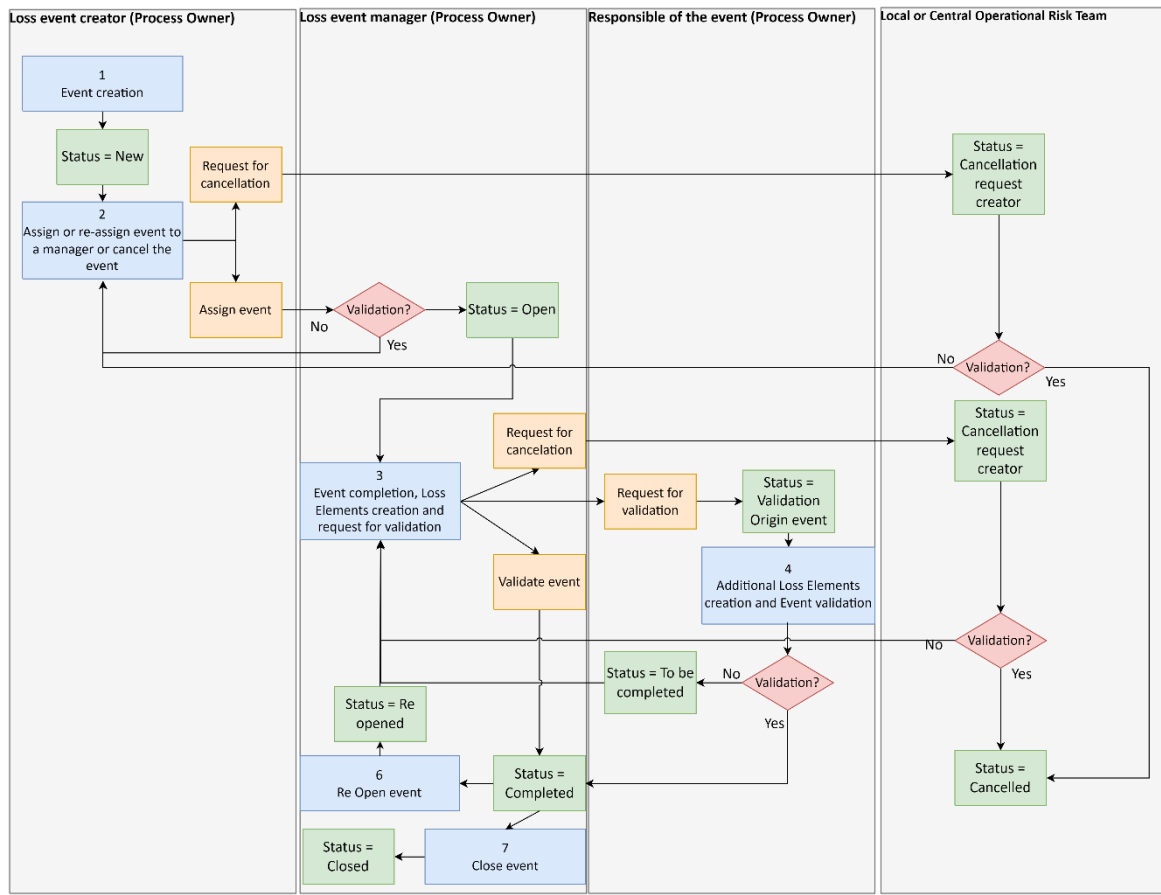 Loss event creator (Process Owner)
Loss event manager (Process Owner)
Responsible of the event (Process Owner)
Local or Central Operational Risk Team
1
Event creation
Status = New
Request for
cancellation
Status =
Cancellation
request
creator
2
Assign or re-assign event to
a manager or cancel the
event
Assign event
No
Validation?
Yes
Status = Open
No
Validation?
Yes
Request for
cancelation
Status =
Cancellation
request
creator
3
Event completion, Loss
Elements creation and
request for validation
Request for
validation
Status =
Validation
Origin event
Validate event
4
Additional Loss Elements
creation and Event validation
No
Validation?
Yes
Status = To be
completed
No
Validation?
Yes
Status = Re
opened
6
Re Open event
Status =
Completed
Status =
Cancelled
Status =
Closed
7
Close event